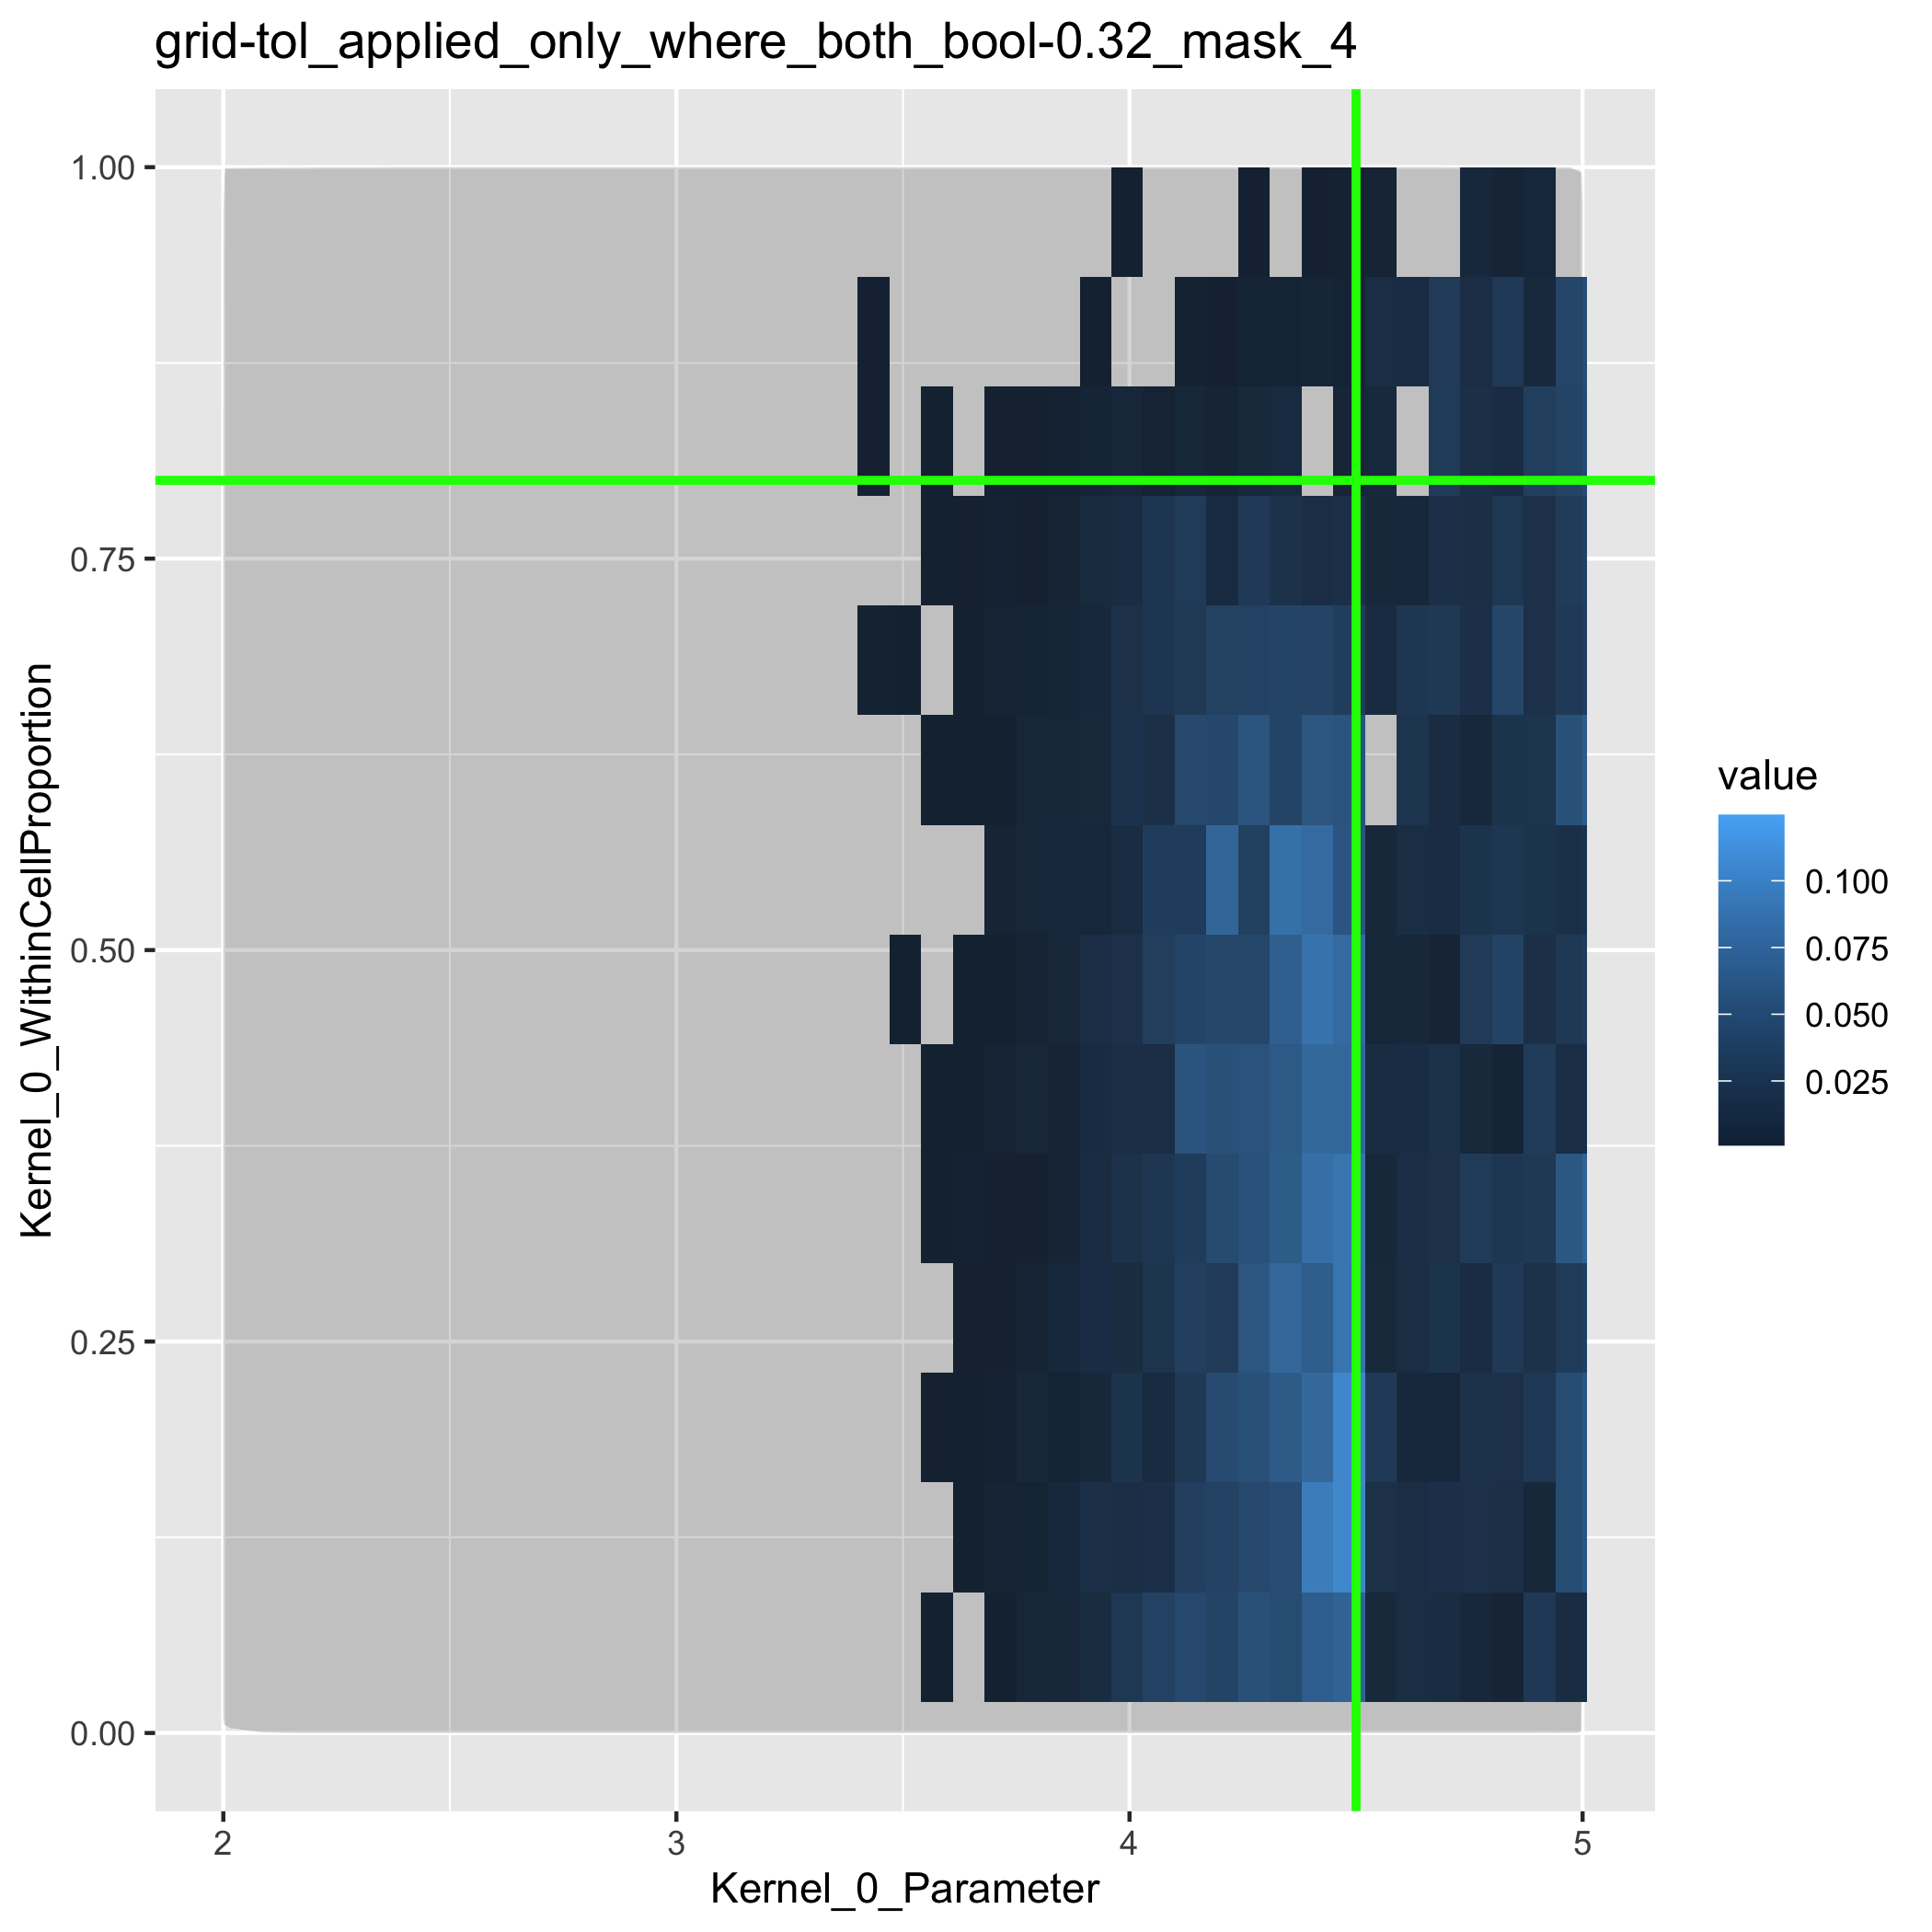 grid-tol_applied_only_where_both_bool-0.32_mask_4
1.00
0.75
0.50
0.25
0.00
Kernel_0_WithinCellProportion
2 3 4 5
Kernel_0_Parameter
value
0.100
0.075
0.050
0.025